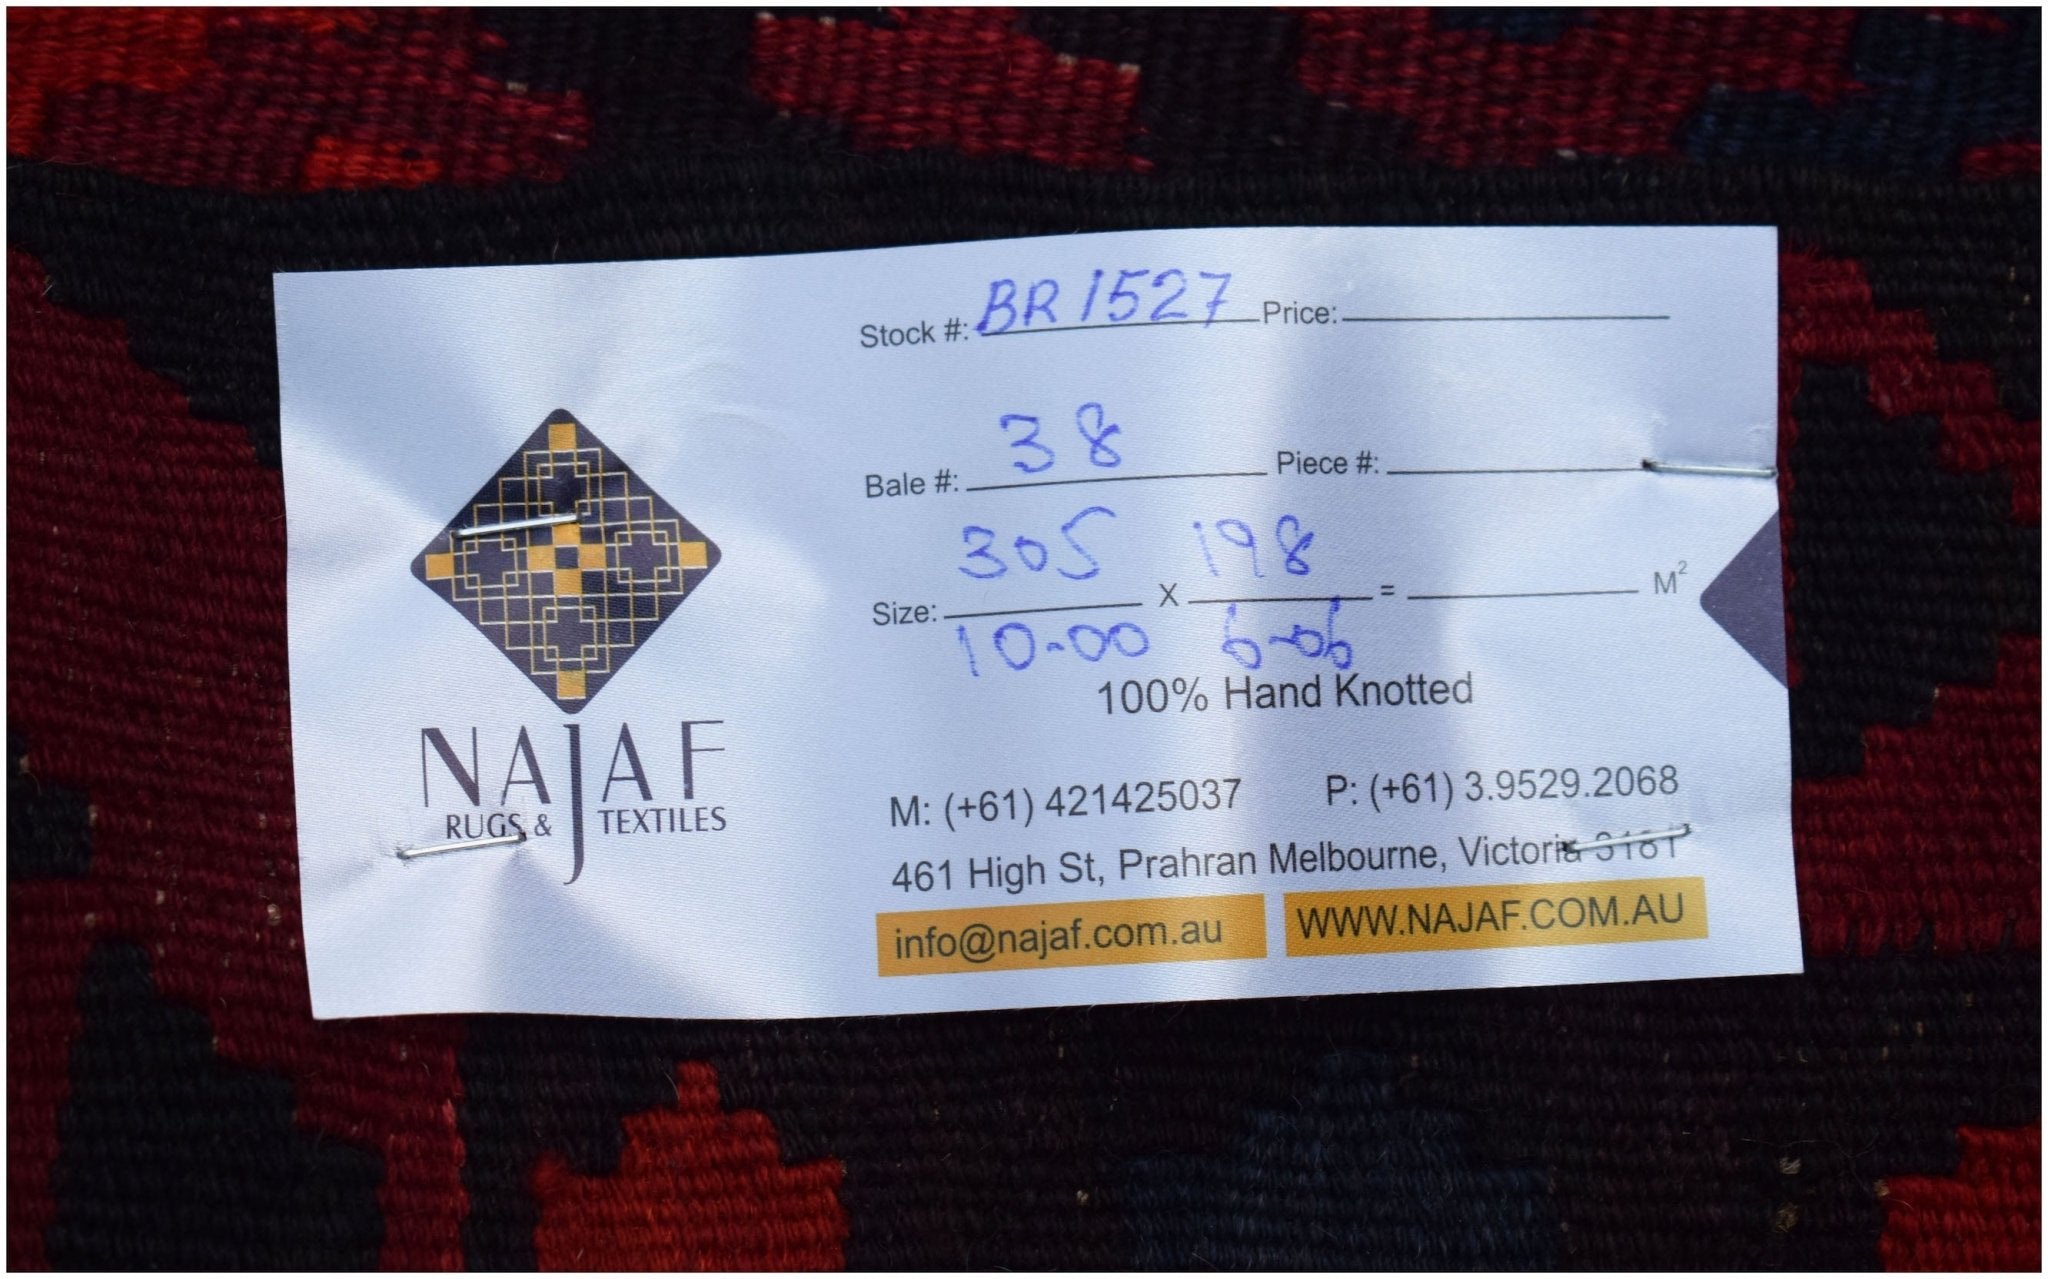 NAJAF
RUGS & TEXTILES
Stock #: BR1527 Price:
Bale #: 38 Piece #:
Size: 305 X 198 = M²
10-00 6-06
100% Hand Knotted
M: (+61) 421425037 P: (+61) 3.9529.2068
461 High St, Prahran Melbourne, Victoria 3181
info@najaf.com.au WWW.NAJAF.COM.AU